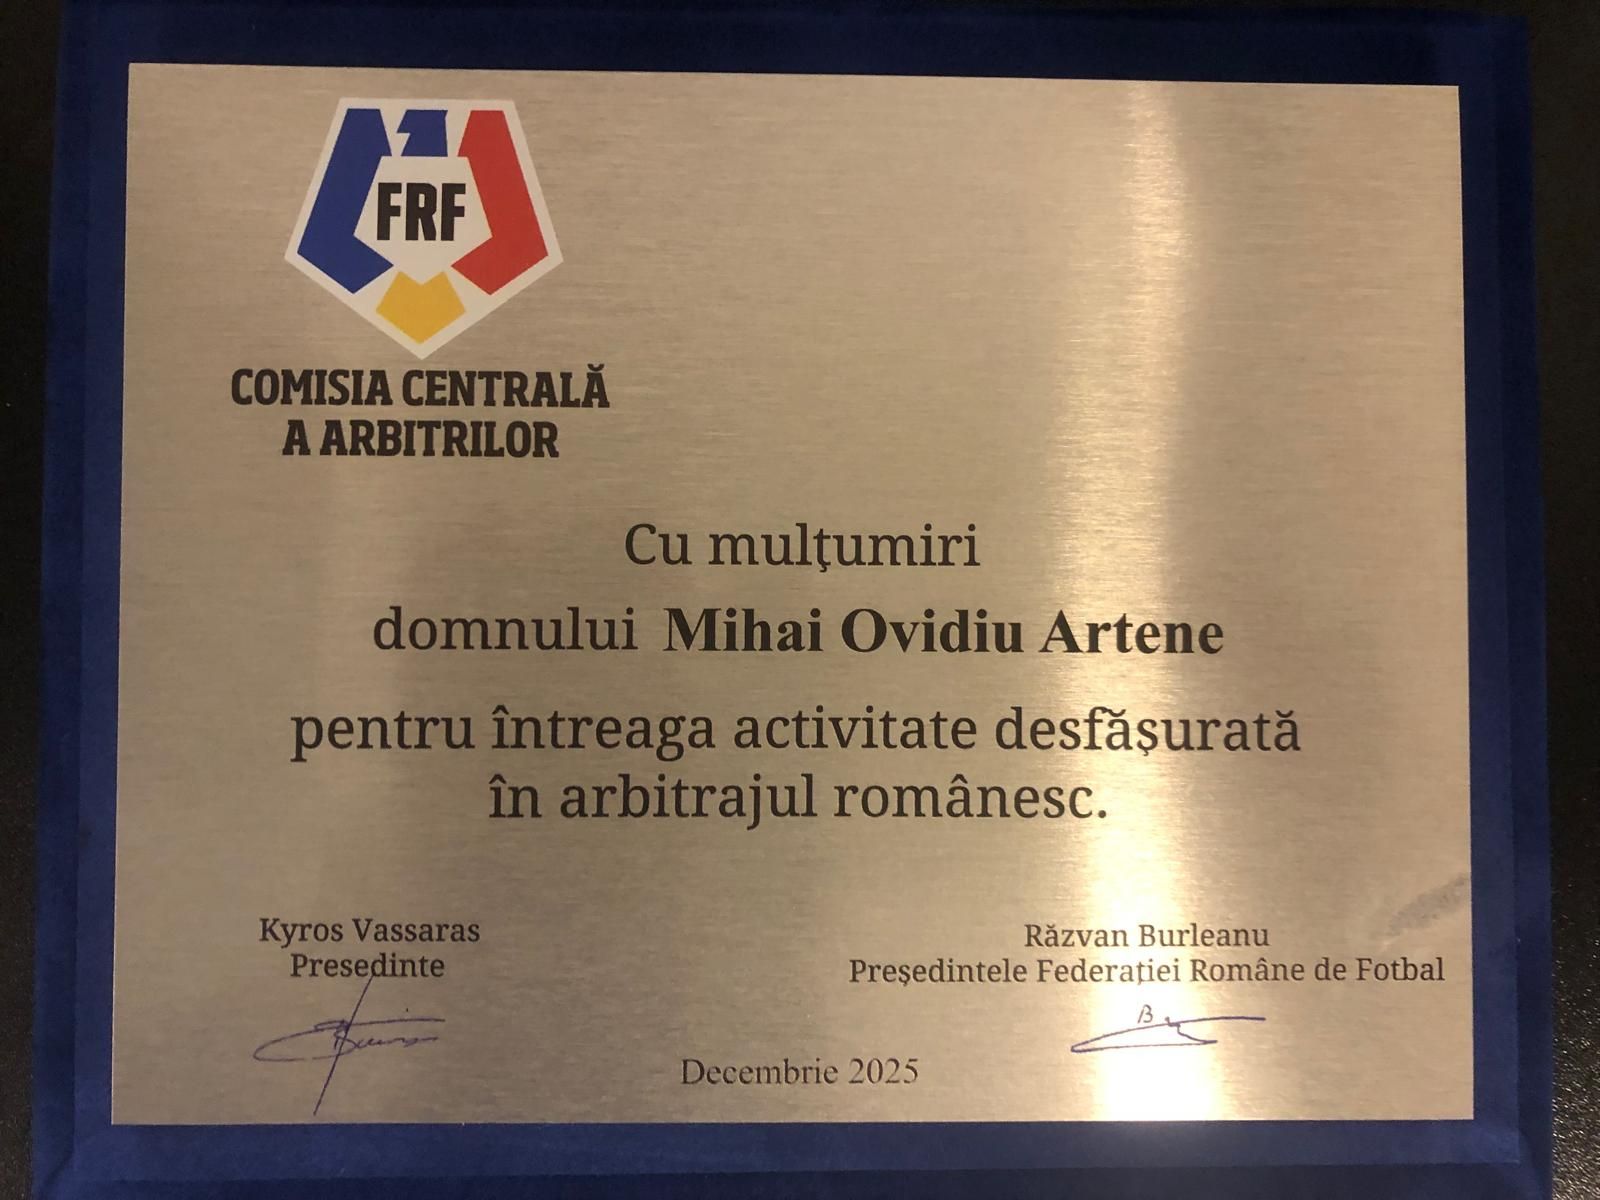 FRF
COMISIA CENTRALĂ
A ARBITRILOR
Cu mulţumiri
domnului Mihai Ovidiu Artene
pentru întreaga activitate desfăşurată
în arbitrajul românesc.
Kyros Vassaras
Presedinte
Răzvan Burleanu
Preşedintele Federaţiei Române de Fotbal
Decembrie 2025